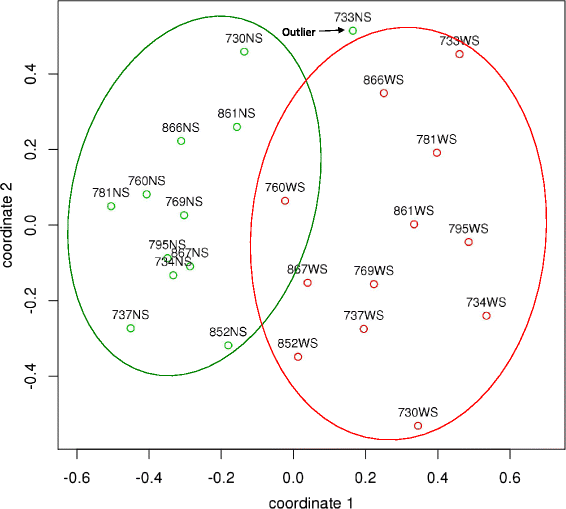 733NS
Outlier
730NS
733WS
0.4
866WS
861NS
866NS
781WS
0.2
760NS
781NS
769NS
760WS
861WS
0.0
795WS
795NS
867NS
734NS
867WS
769WS
-0.2
734WS
737NS
737WS
852NS
852WS
-0.4
730WS
coordinate 2
-0.6
-0.4
-0.2
0.0
0.2
0.4
0.6
coordinate 1